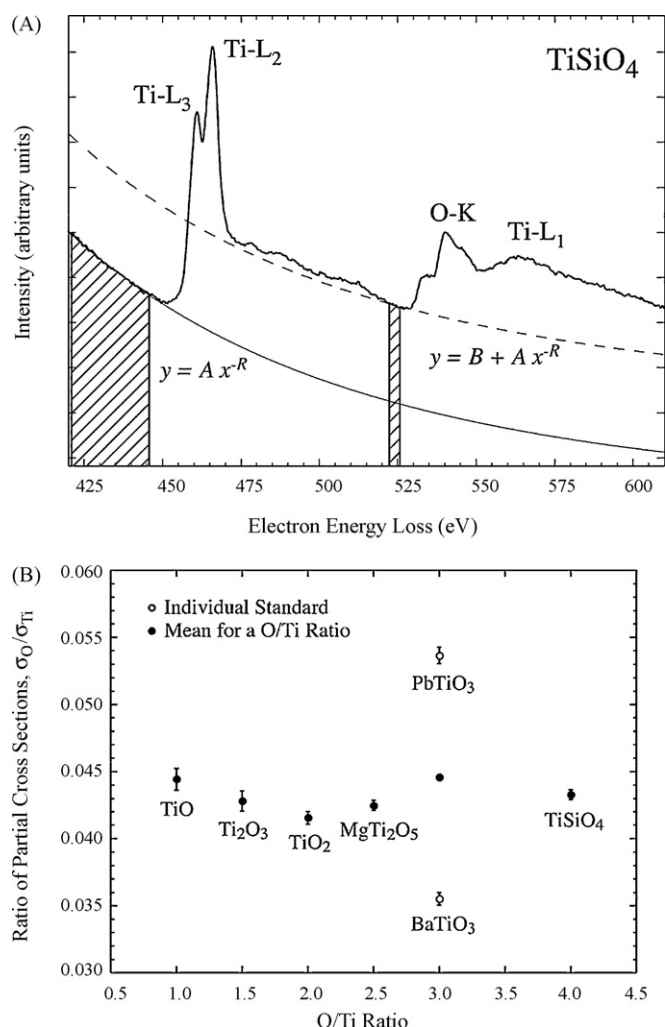 (A)
TiSiO₄
Ti-L₂
Ti-L₃
O-K
Ti-L₁
y = A x⁻ᴿ
y = B + A x⁻ᴿ
Intensity (arbitrary units)
425 450 475 500 525 550 575 600
Electron Energy Loss (eV)
(B)
0.060
0.055
0.050
0.045
0.040
0.035
0.030
Ratio of Partial Cross Sections, σO/σTi
Individual Standard
Mean for a O/Ti Ratio
PbTiO₃
TiO
Ti₂O₃
TiO₂
MgTi₂O₅
TiSiO₄
BaTiO₃
0.5 1.0 1.5 2.0 2.5 3.0 3.5 4.0 4.5
O/Ti Ratio